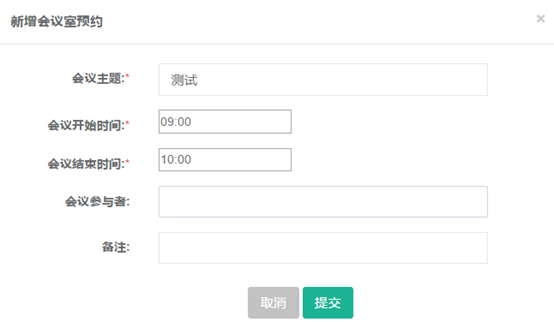 新增会议室预约 ×
会议主题:* 测试
会议开始时间:* 09:00
会议结束时间:* 10:00
会议参与者:
备注:
取消 提交